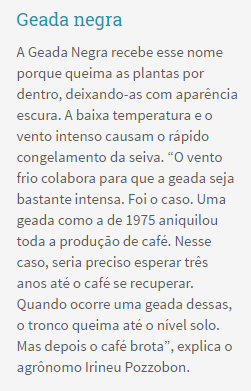 Geada negra
A Geada Negra recebe esse nome
porque queima as plantas por
dentro, deixando-as com aparência
escura. A baixa temperatura e o
vento intenso causam o rápido
congelamento da seiva. “O vento
frio colabora para que a geada seja
bastante intensa. Foi o caso. Uma
geada como a de 1975 aniquilou
toda a produção de café. Nesse
caso, seria preciso esperar três
anos até o café se recuperar.
Quando ocorre uma geada dessas,
o tronco queima até o nível solo.
Mas depois o café brota”, explica o
agrônomo Irineu Pozzobon.